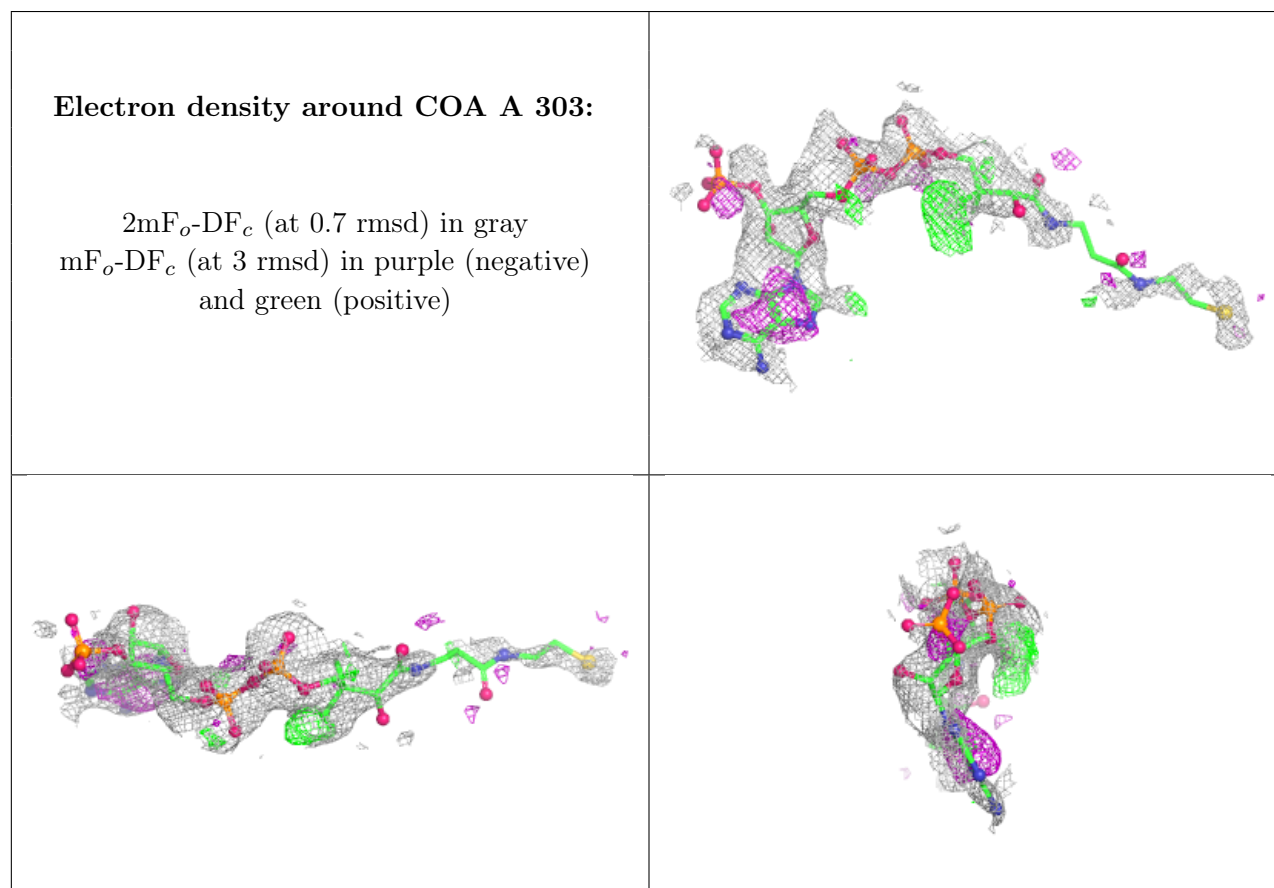 Electron density around COA A 303:
2mFo-DFc (at 0.7 rmsd) in gray
mFo-DFc (at 3 rmsd) in purple (negative)
and green (positive)